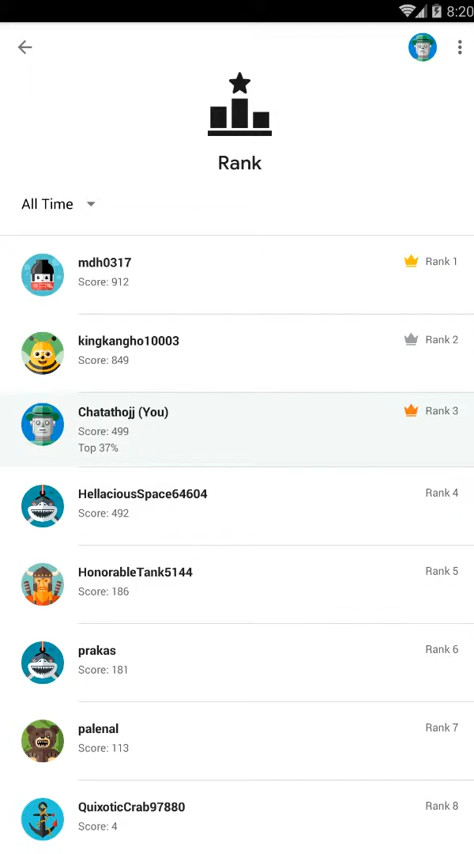 8:20
Rank
All Time
mdh0317
Rank 1
Score: 912
kingkangho10003
Rank 2
Score: 849
Chatathojj (You)
Rank 3
Score: 499
Top 37%
HellaciousSpace64604
Rank 4
Score: 492
HonorableTank5144
Rank 5
Score: 186
prakas
Rank 6
Score: 181
palenal
Rank 7
Score: 113
QuixoticCrab97880
Rank 8
Score: 4